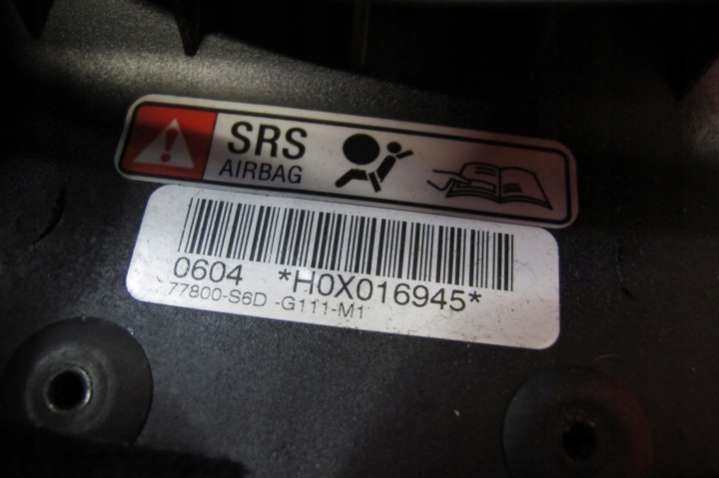 SRS
AIRBAG
0604 *H0X016945*
77800-S6D -G111-M1